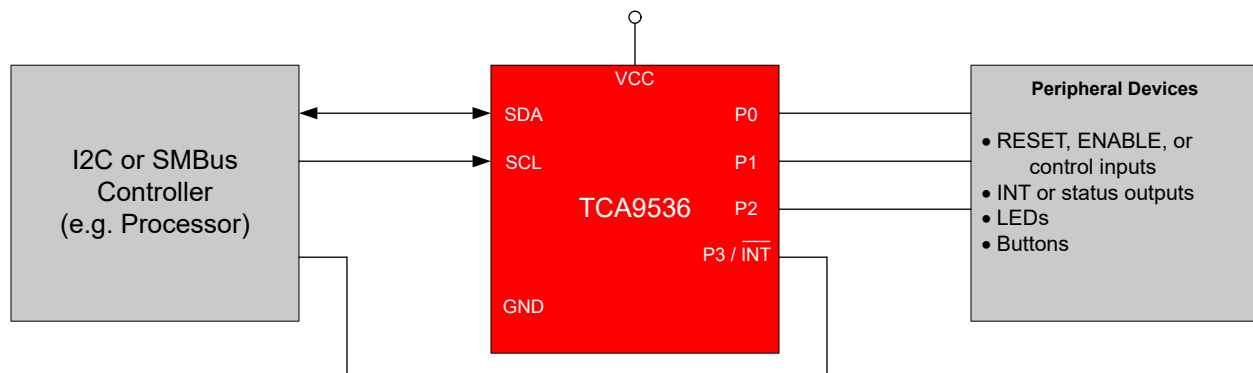 VCC
I2C or SMBus
Controller
(e.g. Processor)
SDA
SCL
TCA9536
GND
P0
P1
P2
P3 / INT
Peripheral Devices
• RESET, ENABLE, or
control inputs
• INT or status outputs
• LEDs
• Buttons